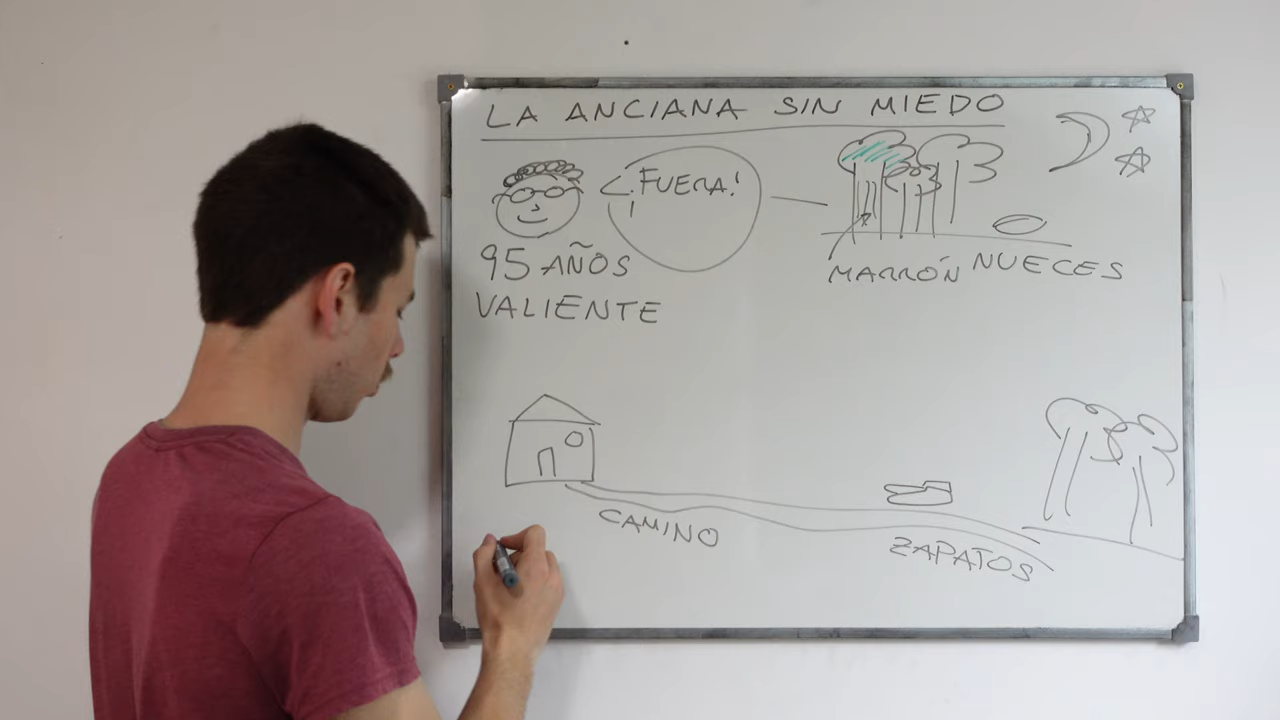 LA ANCIANA SIN MIEDO
¡FUERA!
95 AÑOS
VALIENTE
MARRÓN
NUECES
CAMINO
ZAPATOS